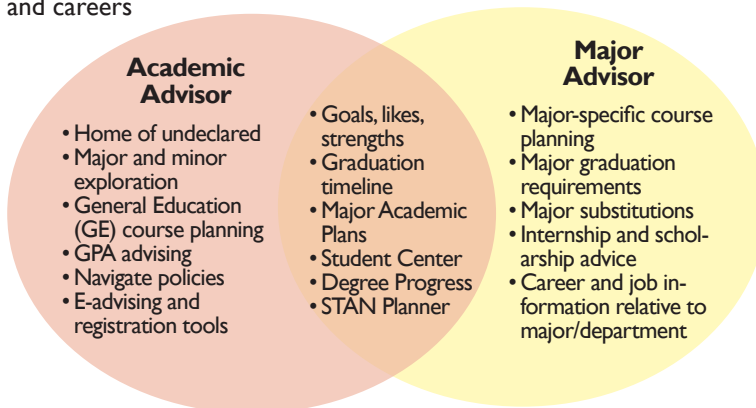 and careers
Academic
Advisor
• Home of undeclared
• Major and minor
exploration
• General Education
(GE) course planning
• GPA advising
• Navigate policies
• E-advising and
registration tools
• Goals, likes,
strengths
• Graduation
timeline
• Major Academic
Plans
• Student Center
• Degree Progress
• STAN Planner
Major
Advisor
• Major-specific course
planning
• Major graduation
requirements
• Major substitutions
• Internship and schol-
arship advice
• Career and job in-
formation relative to
major/department